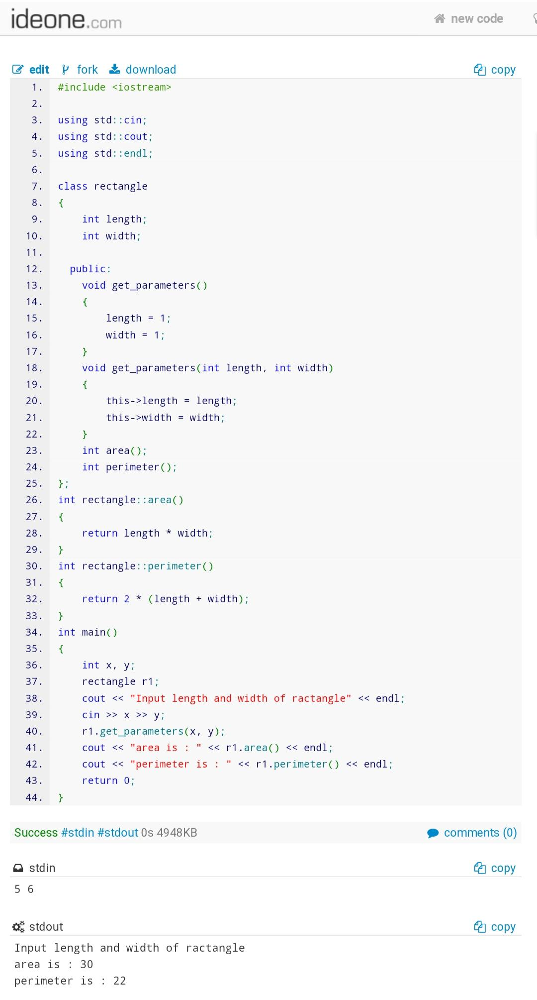 ideone.com new code
edit fork download copy
1. #include <iostream>
2.
3. using std::cin;
4. using std::cout;
5. using std::endl;
6.
7. class rectangle
8. {
9.     int length;
10.     int width;
11.
12.   public:
13.     void get_parameters()
14.     {
15.         length = 1;
16.         width = 1;
17.     }
18.     void get_parameters(int length, int width)
19.     {
20.         this->length = length;
21.         this->width = width;
22.     }
23.     int area();
24.     int perimeter();
25. };
26. int rectangle::area()
27. {
28.     return length * width;
29. }
30. int rectangle::perimeter()
31. {
32.     return 2 * (length + width);
33. }
34. int main()
35. {
36.     int x, y;
37.     rectangle r1;
38.     cout << "Input length and width of ractangle" << endl;
39.     cin >> x >> y;
40.     r1.get_parameters(x, y);
41.     cout << "area is : " << r1.area() << endl;
42.     cout << "perimeter is : " << r1.perimeter() << endl;
43.     return 0;
44. }
Success #stdin #stdout 0s 4948KB comments (0)
stdin copy
5 6
stdout copy
Input length and width of ractangle
area is : 30
perimeter is : 22